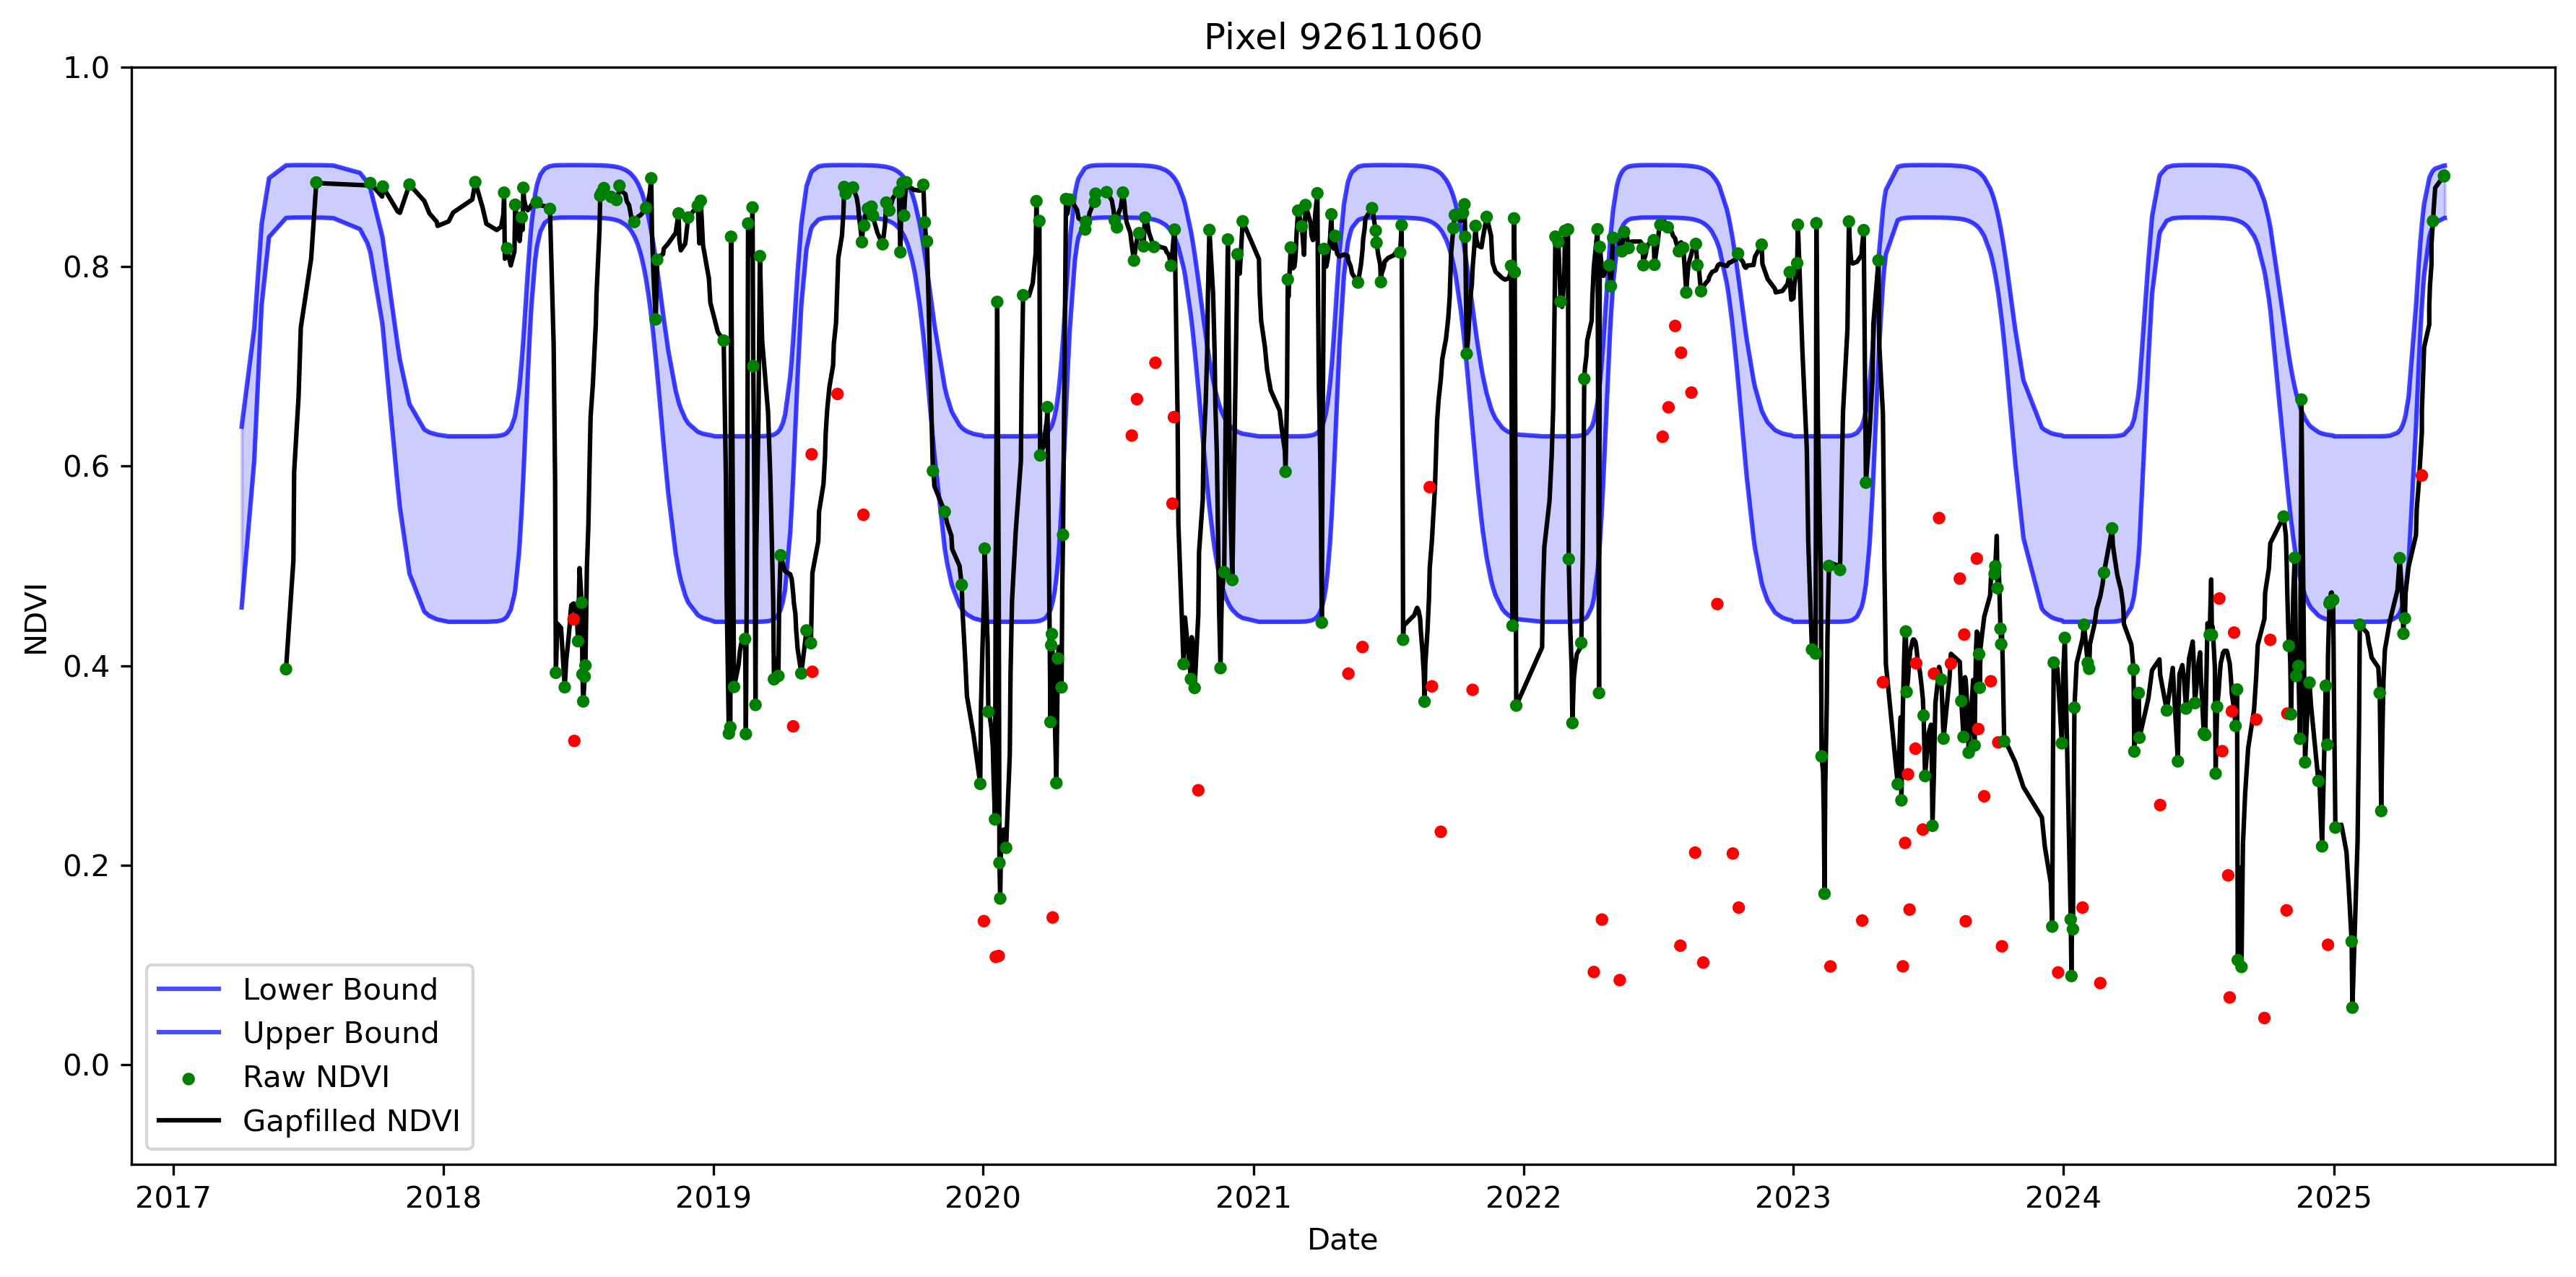 Pixel 92611060
1.0
0.8
0.6
0.4
0.2
0.0
NDVI
Lower Bound
Upper Bound
Raw NDVI
Gapfilled NDVI
2017 2018 2019 2020 2021 2022 2023 2024 2025
Date